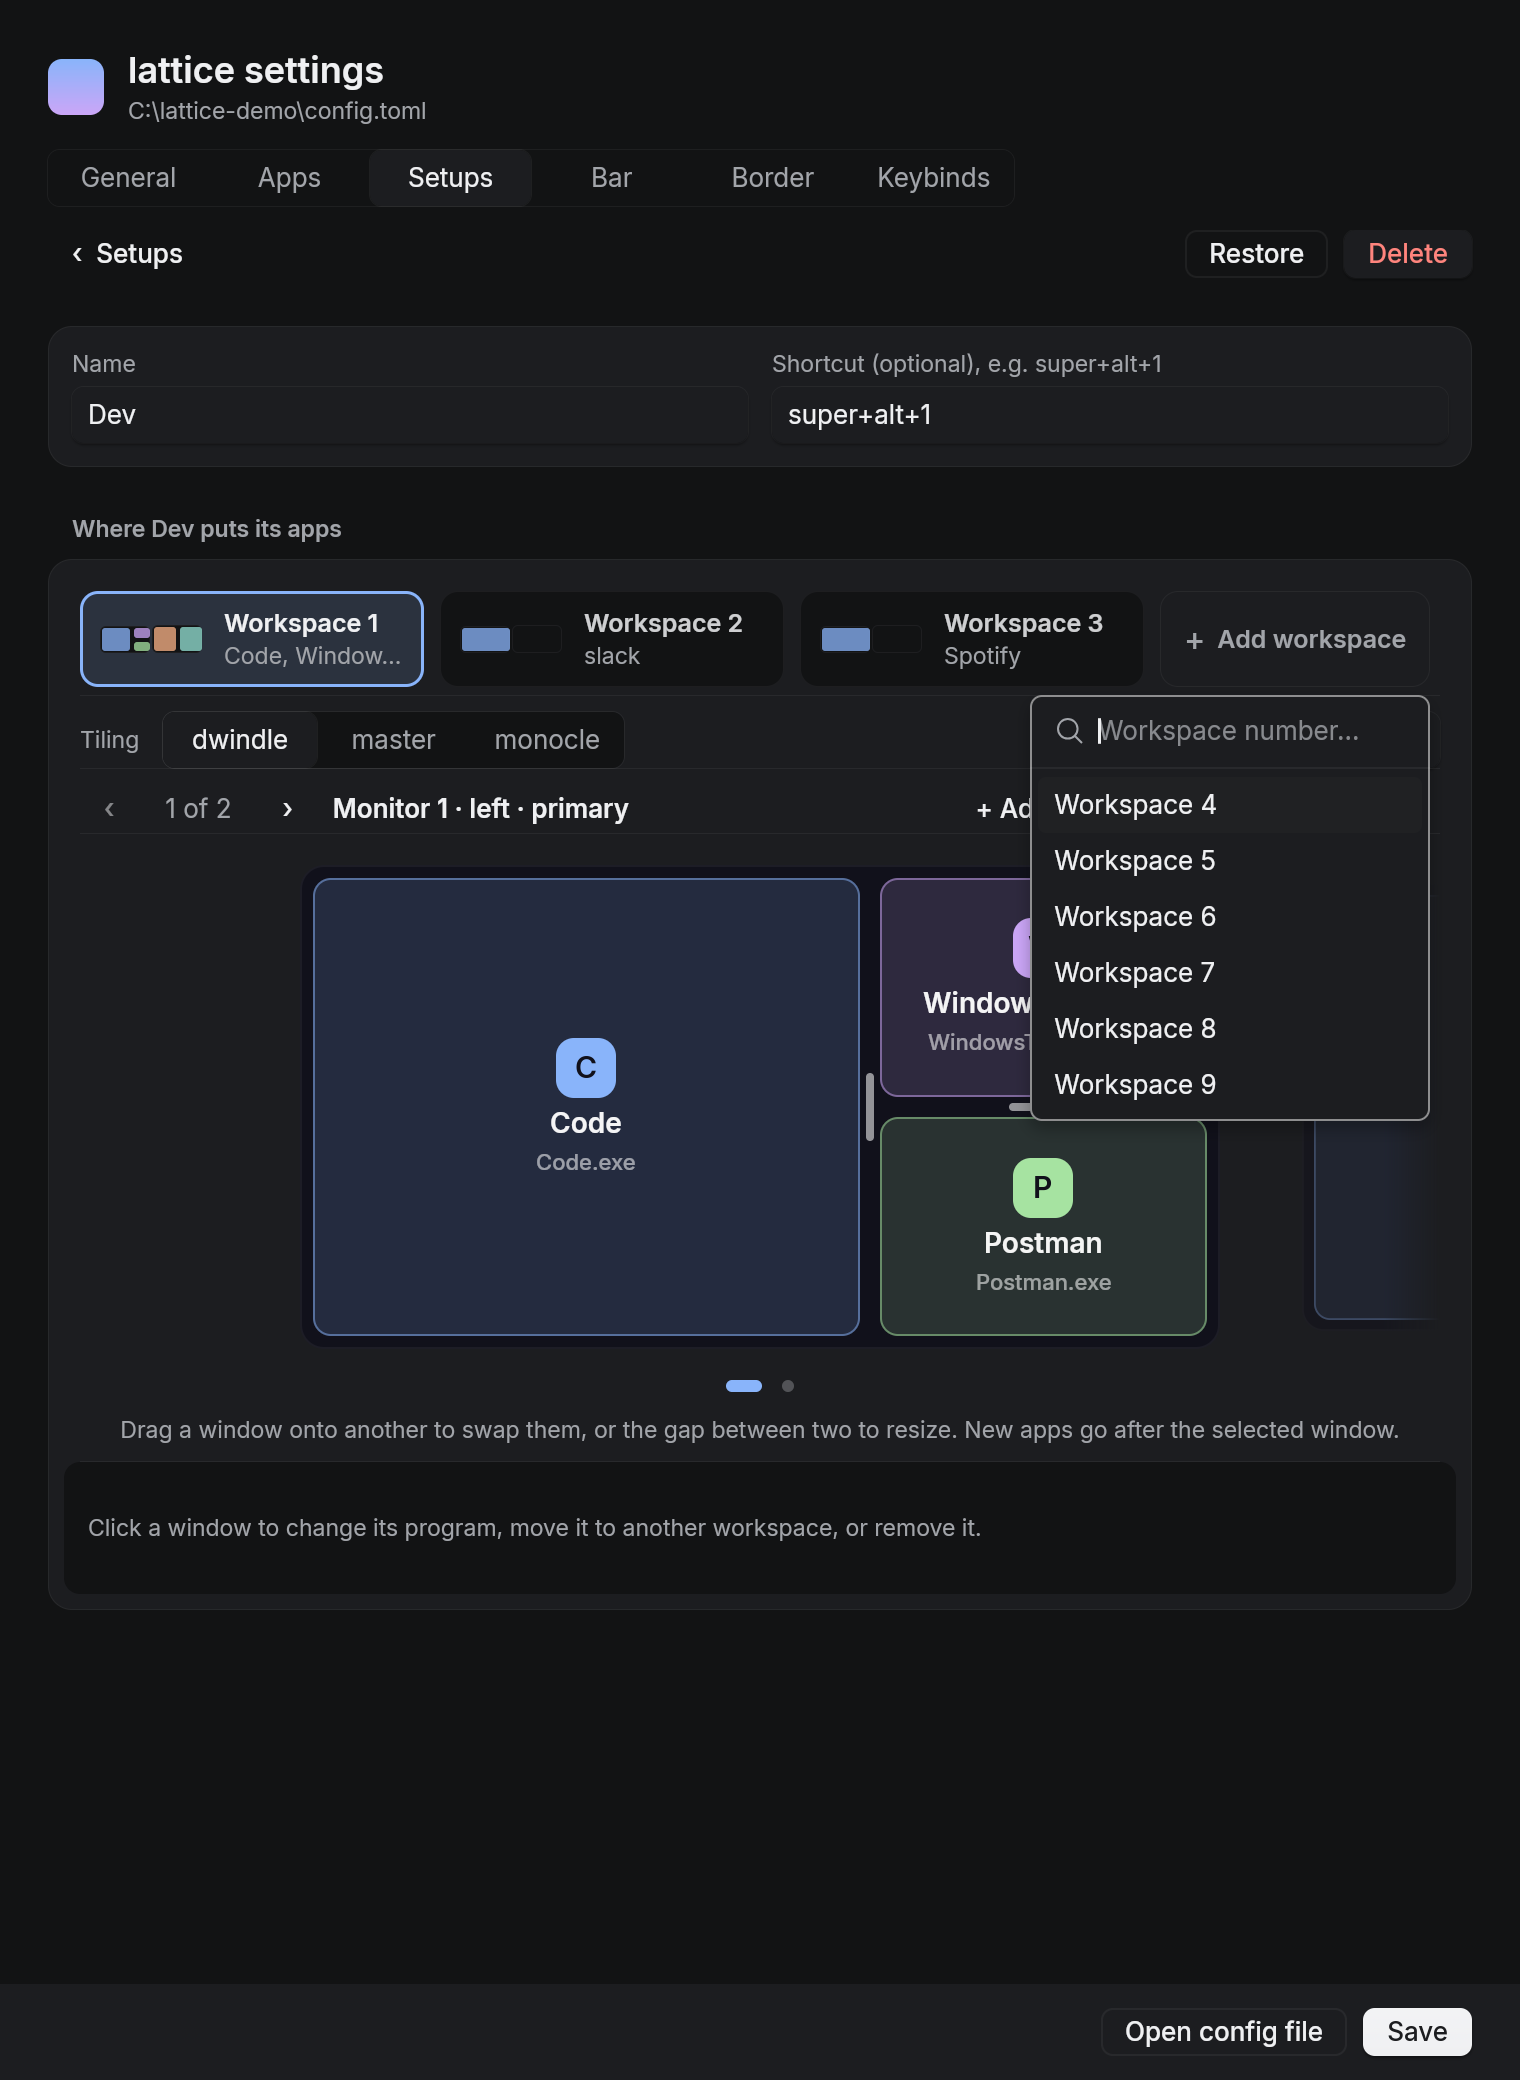 lattice settings
C:\lattice-demo\config.toml
General Apps Setups Bar Border Keybinds
‹ Setups Restore Delete
Name Shortcut (optional), e.g. super+alt+1
Dev super+alt+1
Where Dev puts its apps
Workspace 1 Workspace 2 Workspace 3 + Add workspace
Code, Window... slack Spotify
Tiling dwindle master monocle
Workspace number...
‹ 1 of 2 › Monitor 1 · left · primary + Ad
Workspace 4
Workspace 5
Workspace 6
Workspace 7
Workspace 8
Workspace 9
Window
WindowsT
C
Code
Code.exe
P
Postman
Postman.exe
Drag a window onto another to swap them, or the gap between two to resize. New apps go after the selected window.
Click a window to change its program, move it to another workspace, or remove it.
Open config file Save